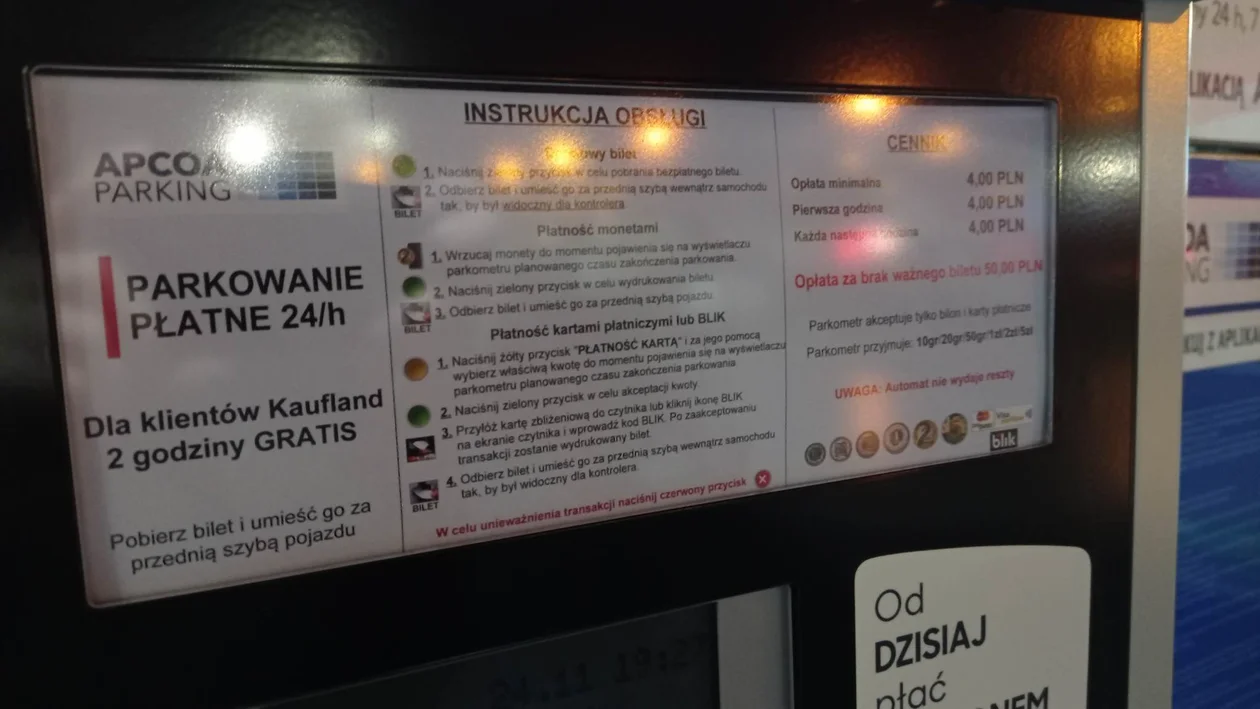 APCOA
PARKING
PARKOWANIE
PŁATNE 24/h
Dla klientów Kaufland
2 godziny GRATIS
Pobierz bilet i umieść go za
przednią szybą pojazdu
INSTRUKCJA OBSŁUGI
bilet
1. Naciśnij zielony przycisk w celu pobrania bezpłatnego biletu.
2. Odbierz bilet i umieść go za przednią szybą wewnątrz samochodu
tak, by był widoczny dla kontrolera.
BILET
Płatność monetami
1. Wrzucaj monety do momentu pojawienia się na wyświetlaczu
parkometru planowanego czasu zakończenia parkowania.
2. Naciśnij zielony przycisk w celu wydrukowania biletu.
3. Odbierz bilet i umieść go za przednią szybą pojazdu.
BILET
Płatność kartami płatniczymi lub BLIK
1. Naciśnij żółty przycisk "PŁATNOŚĆ KARTĄ" i za jego pomocą
wybierz właściwą kwotę do momentu pojawienia się na wyświetlaczu
parkometru planowanego czasu zakończenia parkowania.
2. Naciśnij zielony przycisk w celu akceptacji kwoty.
3. Przyłóż kartę zbliżeniową do czytnika lub kliknij ikonę BLIK
na ekranie czytnika i wprowadź kod BLIK. Po zaakceptowaniu
transakcji zostanie wydrukowany bilet.
4. Odbierz bilet i umieść go za przednią szybą wewnątrz samochodu
tak, by był widoczny dla kontrolera.
BILET
W celu unieważnienia transakcji naciśnij czerwony przycisk
CENNIK
Opłata minimalna 4,00 PLN
Pierwsza godzina 4,00 PLN
Każda następna godzina 4,00 PLN
Opłata za brak ważnego biletu 50,00 PLN
Parkometr akceptuje tylko bilon i karty płatnicze
Parkometr przyjmuje: 10gr/20gr/50gr/1zł/2zł/5zł
UWAGA: Automat nie wydaje reszty
blik
24.11 19:27
Od
DZISIAJ
płać
y 24 h, 7